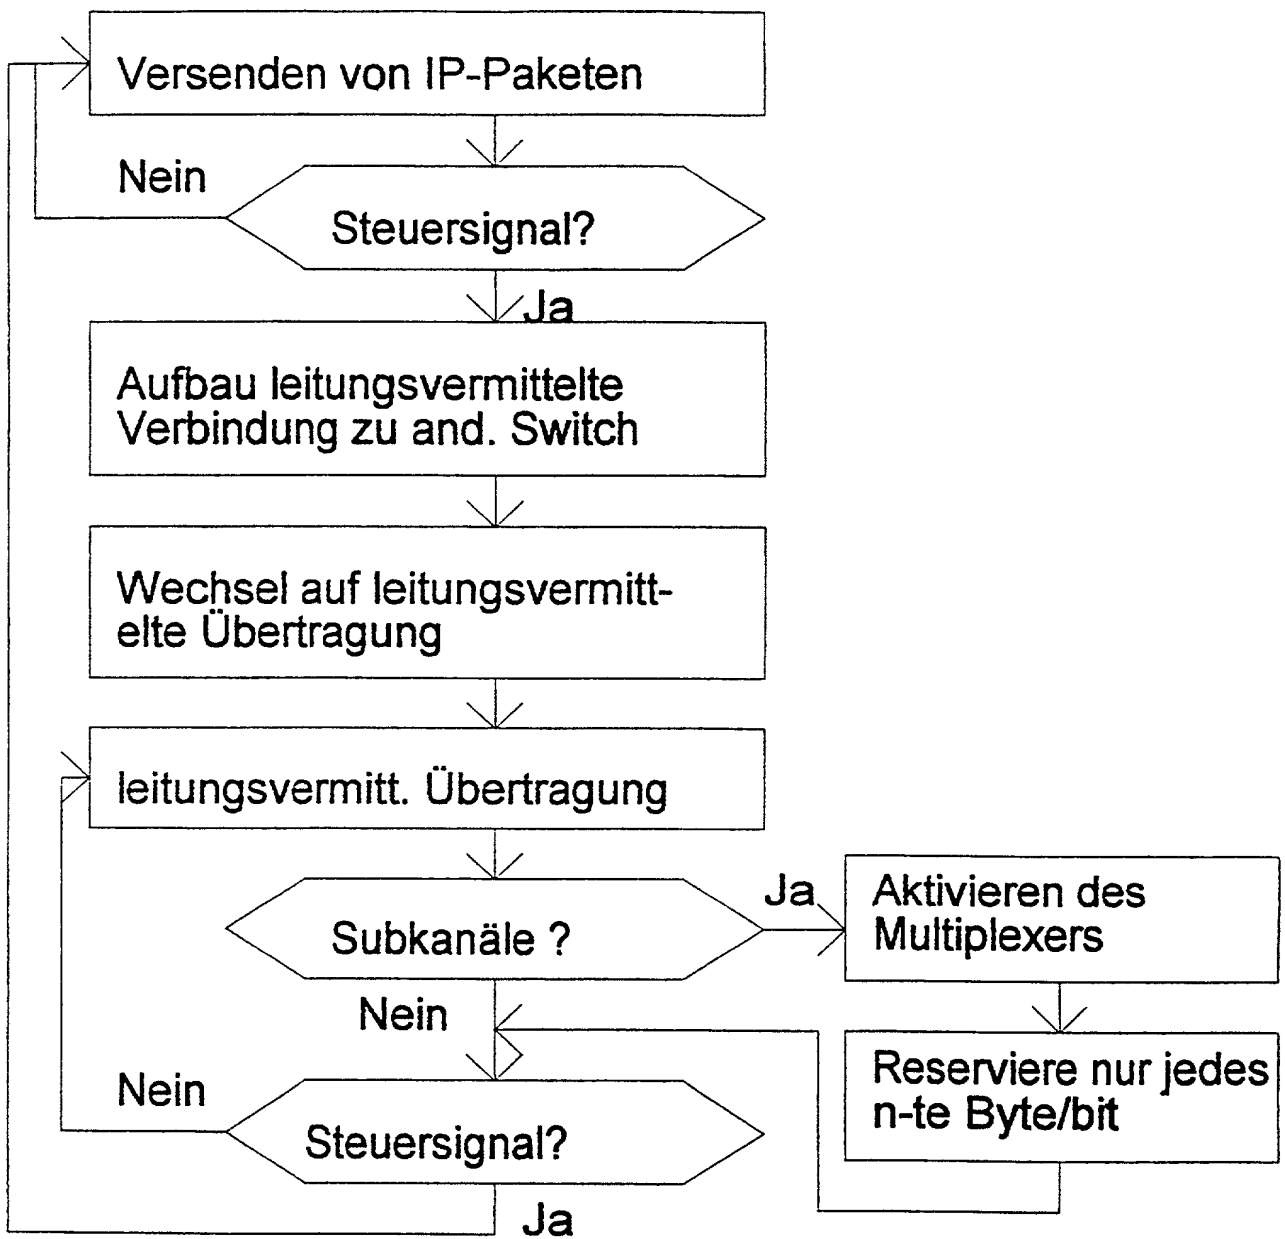 Versenden von IP-Paketen
Nein
Steuersignal?
Ja
Aufbau leitungsvermittelte
Verbindung zu and. Switch
Wechsel auf leitungsvermitt-
elte Übertragung
leitungsvermitt. Übertragung
Subkanäle ?
Ja
Aktivieren des
Multiplexers
Nein
Reserviere nur jedes
n-te Byte/bit
Nein
Steuersignal?
Ja